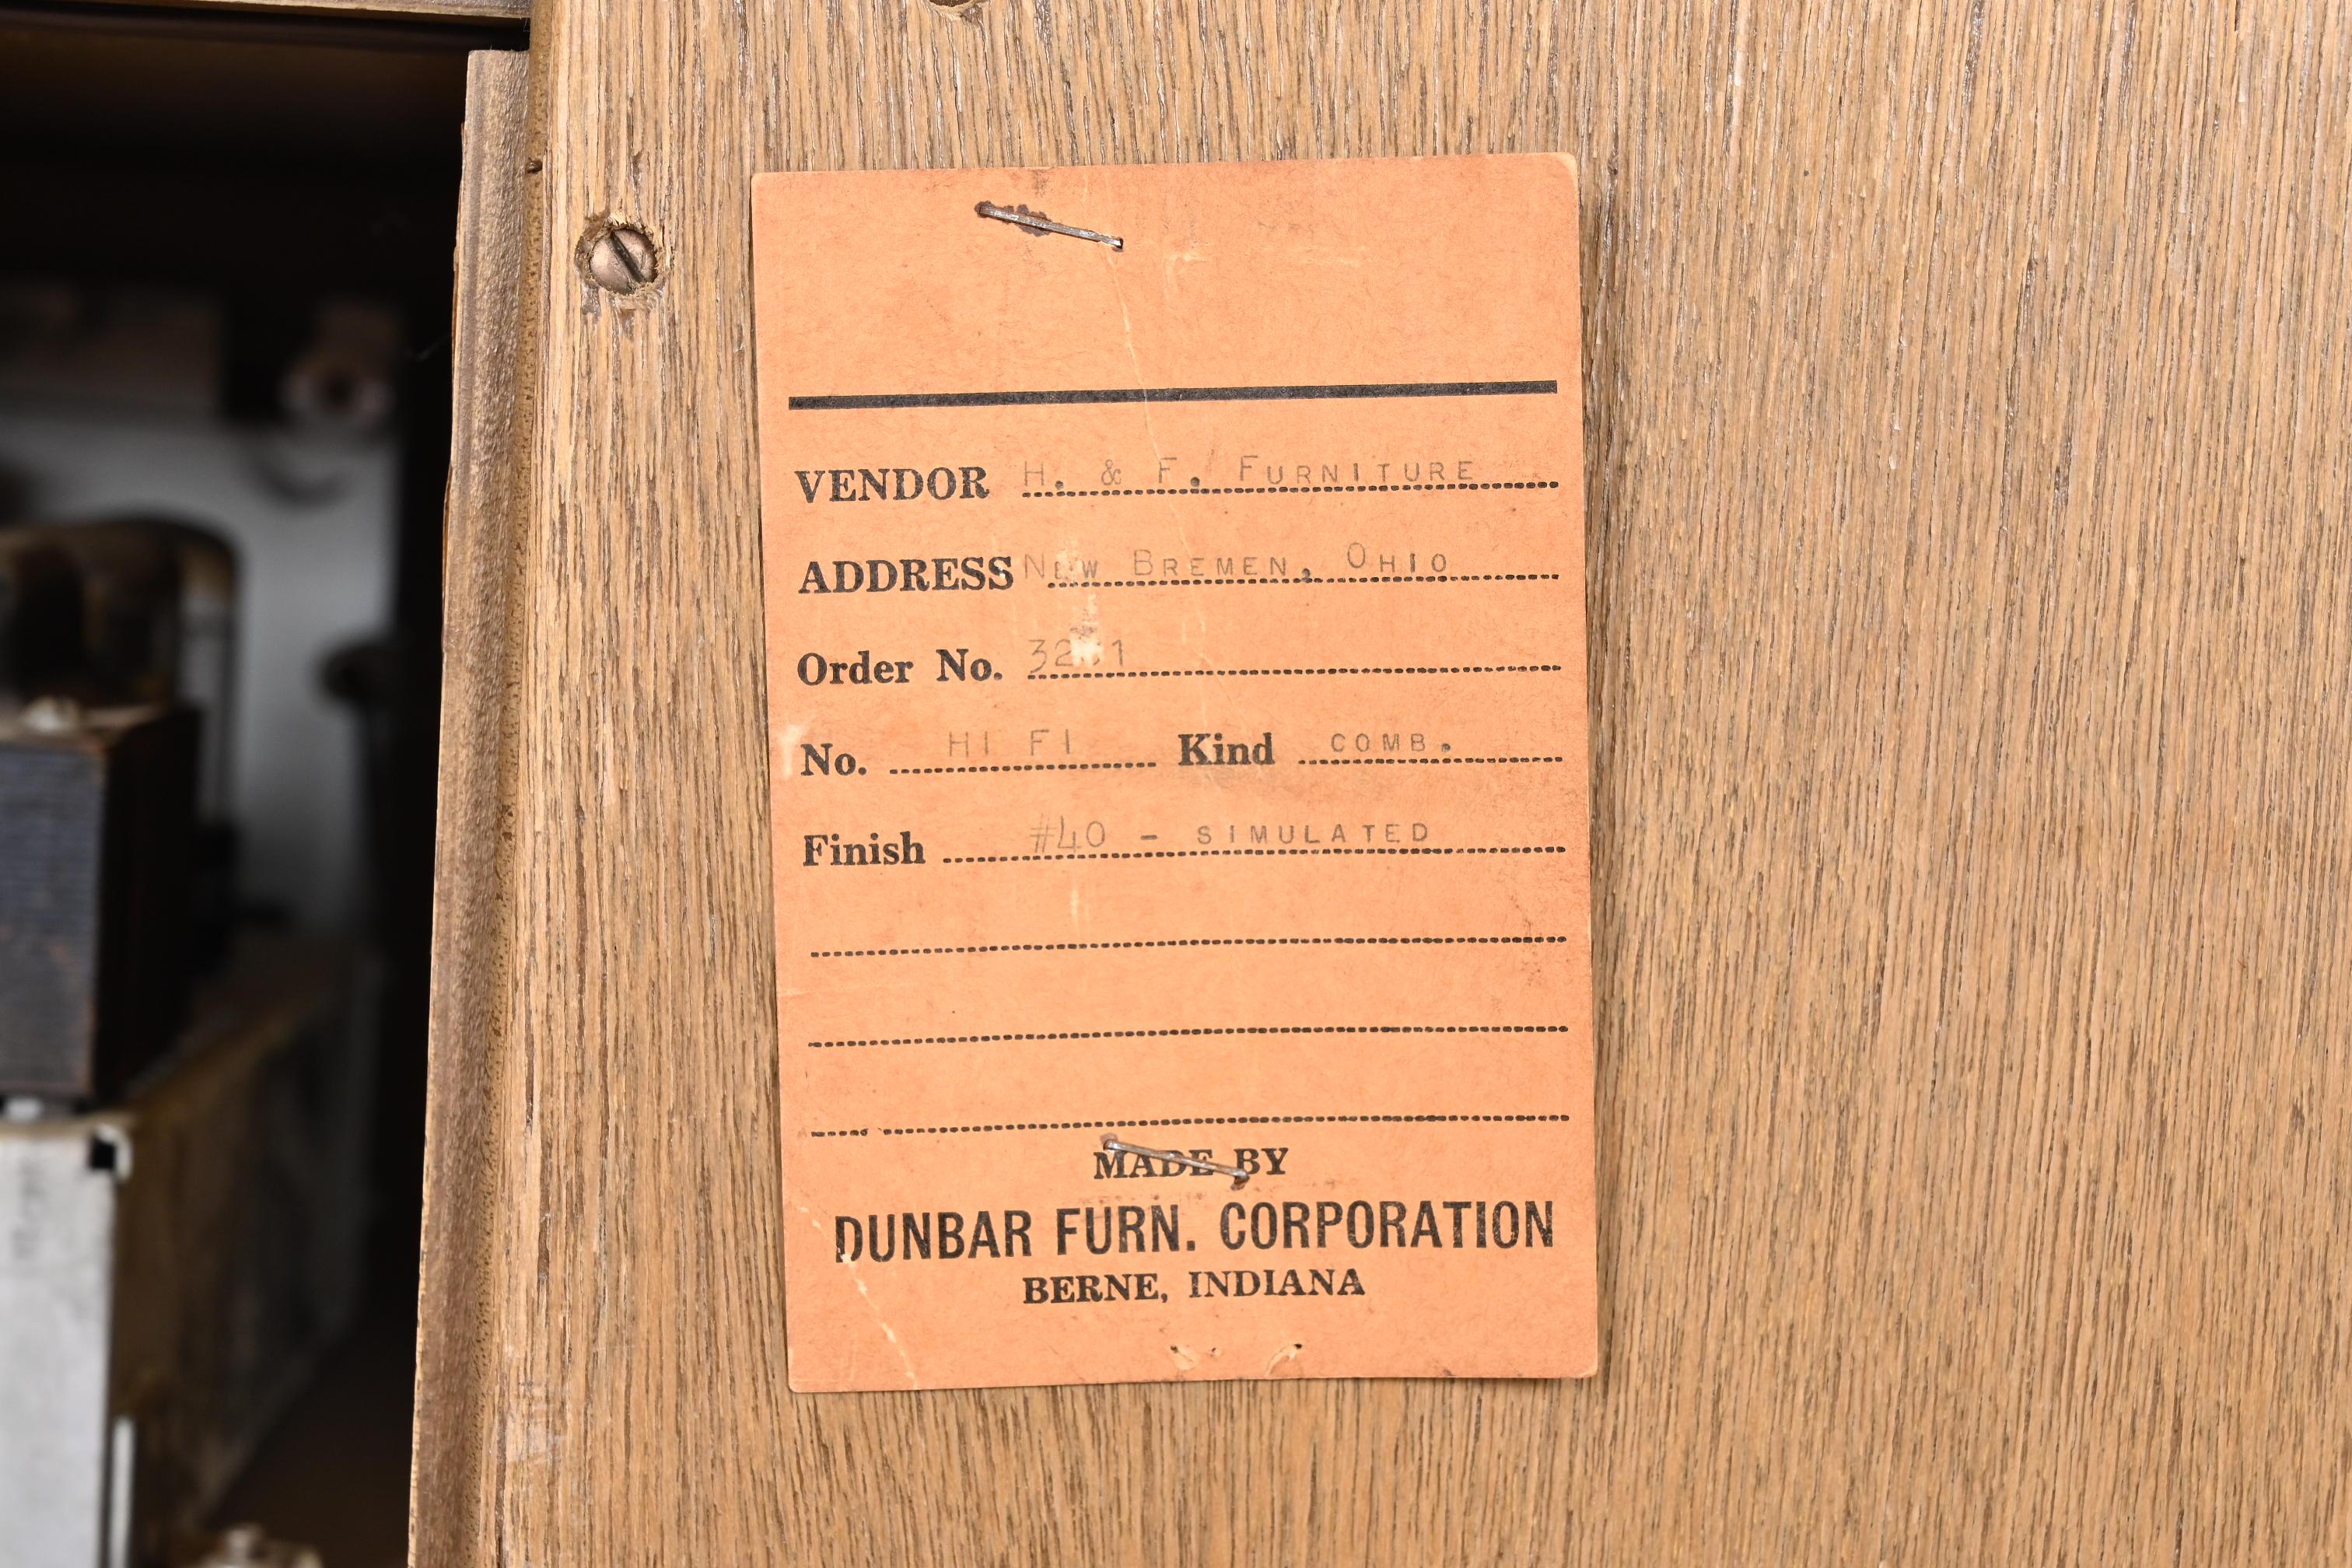 VENDOR H. & F. FURNITURE
ADDRESS NEW BREMEN, OHIO
Order No.
No. HI FI Kind COMB.
Finish #40 - SIMULATED
MADE BY
DUNBAR FURN. CORPORATION
BERNE, INDIANA